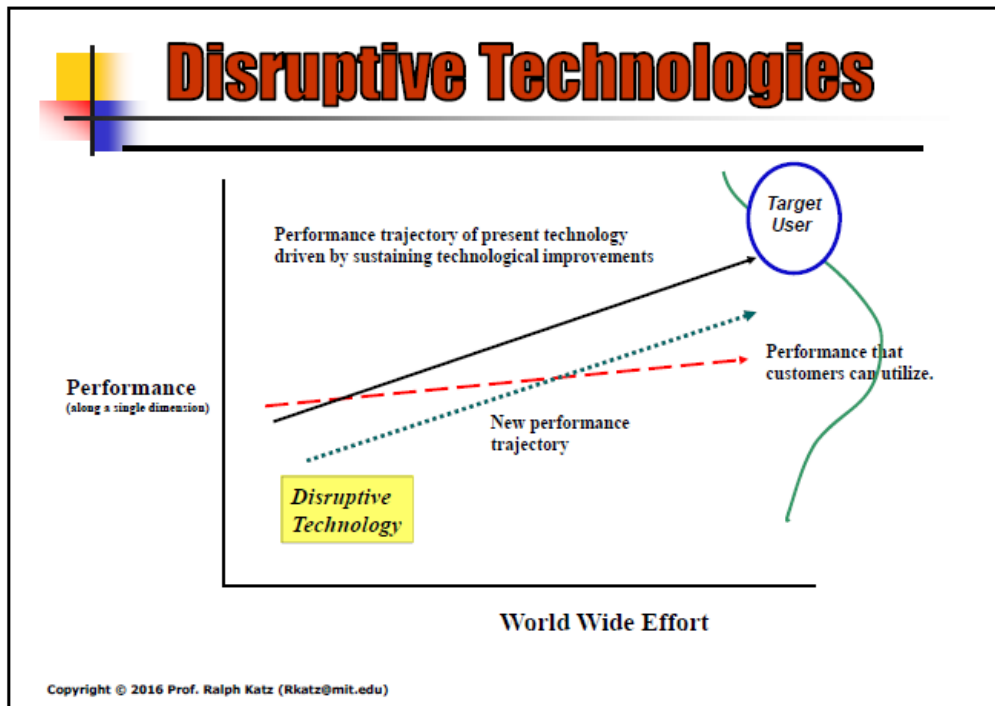 Disruptive Technologies
Target
User
Performance trajectory of present technology
driven by sustaining technological improvements
Performance that
customers can utilize.
Performance
(along a single dimension)
New performance
trajectory
Disruptive
Technology
World Wide Effort
Copyright © 2016 Prof. Ralph Katz (Rkatz@mit.edu)